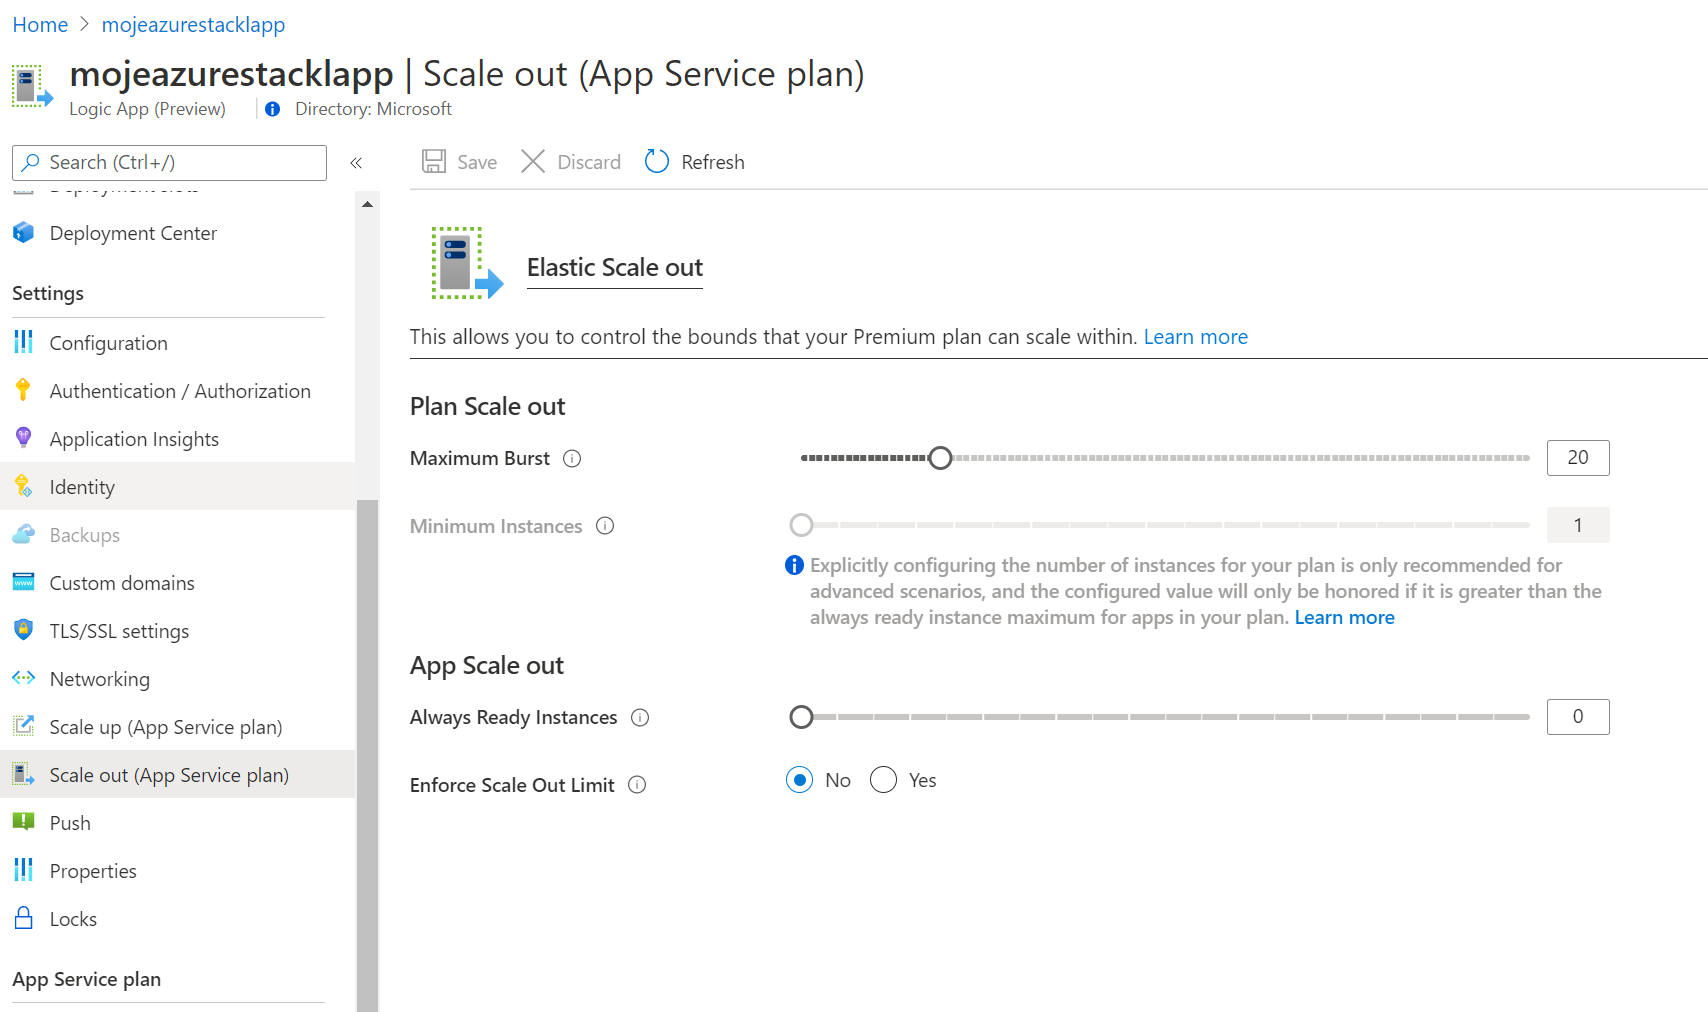 Home > mojeazurestacklapp
mojeazurestacklapp | Scale out (App Service plan)
Logic App (Preview)
Directory: Microsoft
Search (Ctrl+/)
«
Save
Discard
Refresh
Deployment Center
Settings
Configuration
Authentication / Authorization
Application Insights
Identity
Backups
Custom domains
TLS/SSL settings
Networking
Scale up (App Service plan)
Scale out (App Service plan)
Push
Properties
Locks
App Service plan
Elastic Scale out
This allows you to control the bounds that your Premium plan can scale within. Learn more
Plan Scale out
Maximum Burst
20
Minimum Instances
1
Explicitly configuring the number of instances for your plan is only recommended for
advanced scenarios, and the configured value will only be honored if it is greater than the
always ready instance maximum for apps in your plan. Learn more
App Scale out
Always Ready Instances
0
Enforce Scale Out Limit
No
Yes